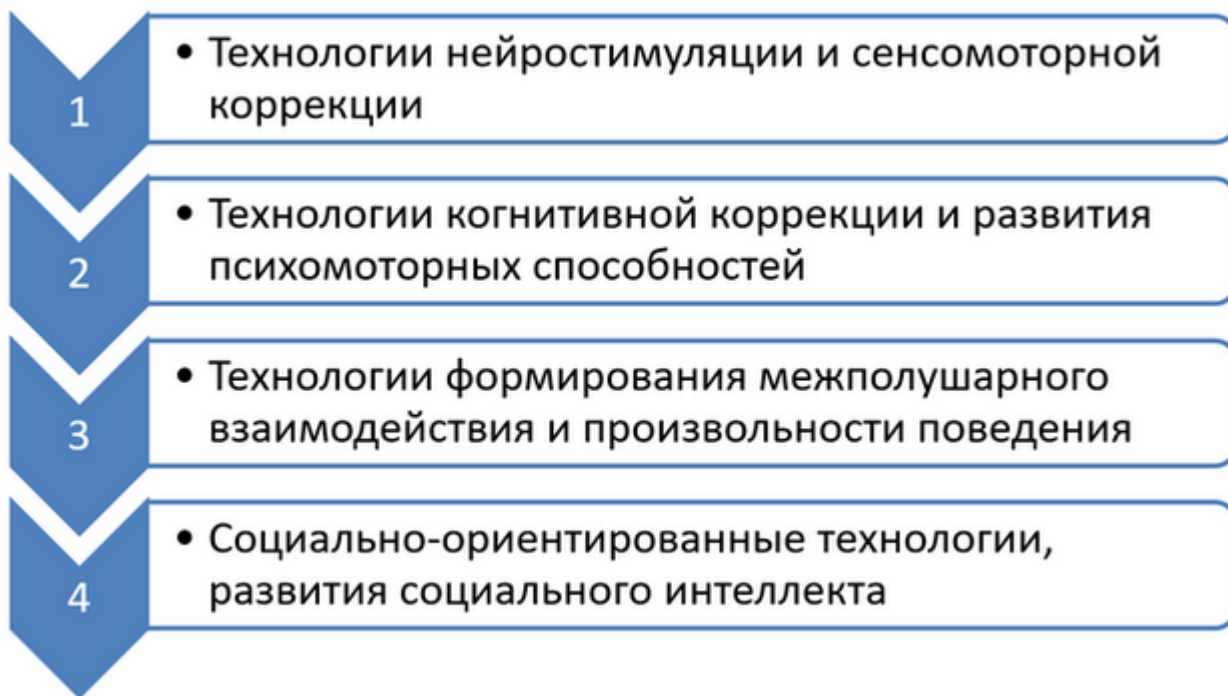 1
• Технологии нейростимуляции и сенсомоторной
коррекции
2
• Технологии когнитивной коррекции и развития
психомоторных способностей
3
• Технологии формирования межполушарного
взаимодействия и произвольности поведения
4
• Социально-ориентированные технологии,
развития социального интеллекта